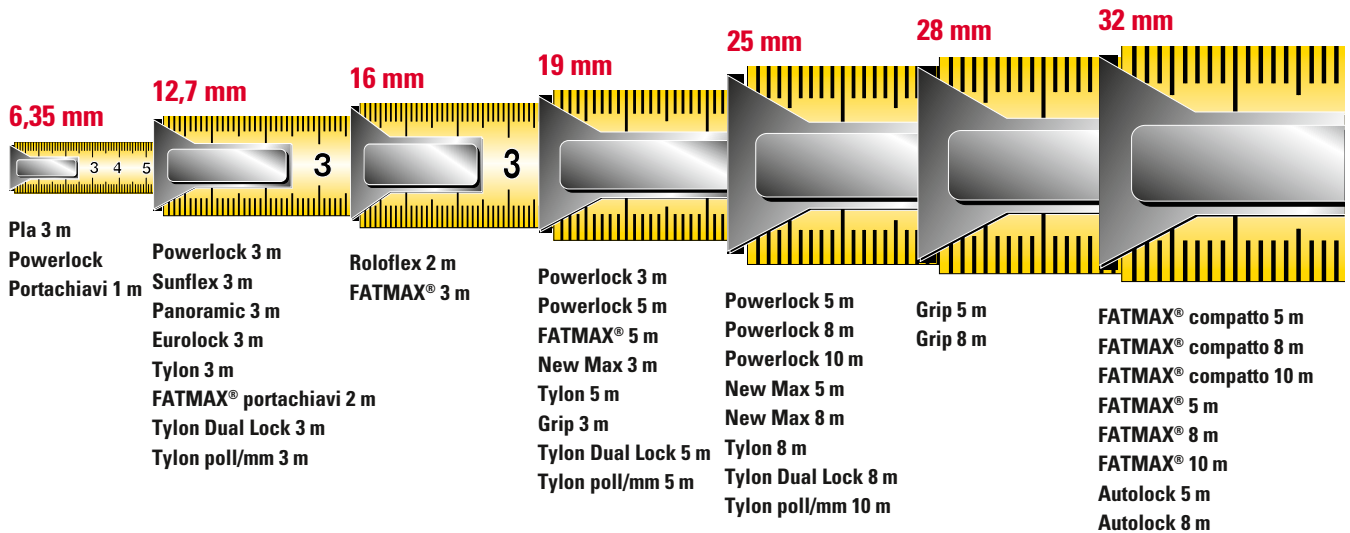 6,35 mm
3 4 5
Pla 3 m
Powerlock
Portachiavi 1 m
12,7 mm
3
Powerlock 3 m
Sunflex 3 m
Panoramic 3 m
Eurolock 3 m
Tylon 3 m
FATMAX® portachiavi 2 m
Tylon Dual Lock 3 m
Tylon poll/mm 3 m
16 mm
3
Roloflex 2 m
FATMAX® 3 m
19 mm
Powerlock 3 m
Powerlock 5 m
FATMAX® 5 m
New Max 3 m
Tylon 5 m
Grip 3 m
Tylon Dual Lock 5 m
Tylon poll/mm 5 m
25 mm
Powerlock 5 m
Powerlock 8 m
Powerlock 10 m
New Max 5 m
New Max 8 m
Tylon 8 m
Tylon Dual Lock 8 m
Tylon poll/mm 10 m
28 mm
Grip 5 m
Grip 8 m
32 mm
FATMAX® compatto 5 m
FATMAX® compatto 8 m
FATMAX® compatto 10 m
FATMAX® 5 m
FATMAX® 8 m
FATMAX® 10 m
Autolock 5 m
Autolock 8 m